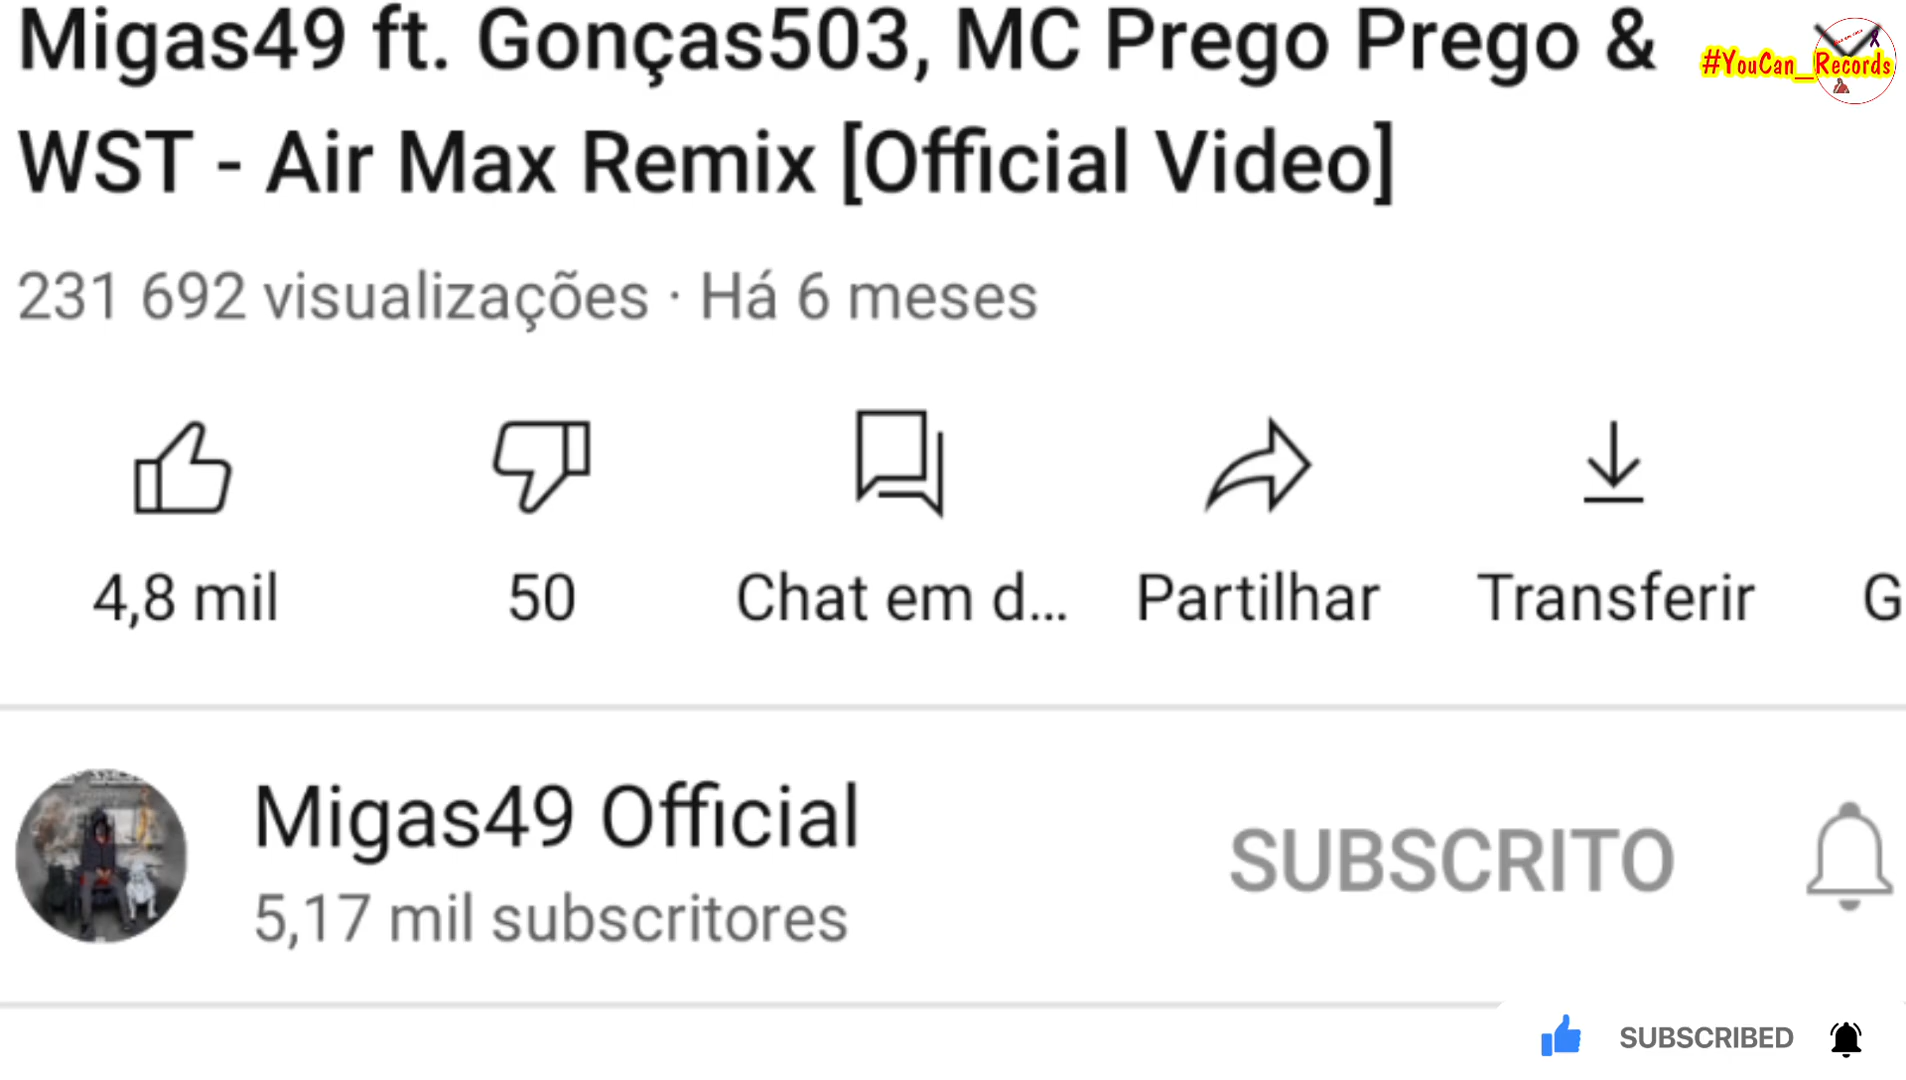 Migas49 ft. Gonças503, MC Prego Prego &
WST - Air Max Remix [Official Video]
#YouCan_Records
231 692 visualizações · Há 6 meses
4,8 mil
50
Chat em d...
Partilhar
Transferir
G
Migas49 Official
5,17 mil subscritores
SUBSCRITO
SUBSCRIBED